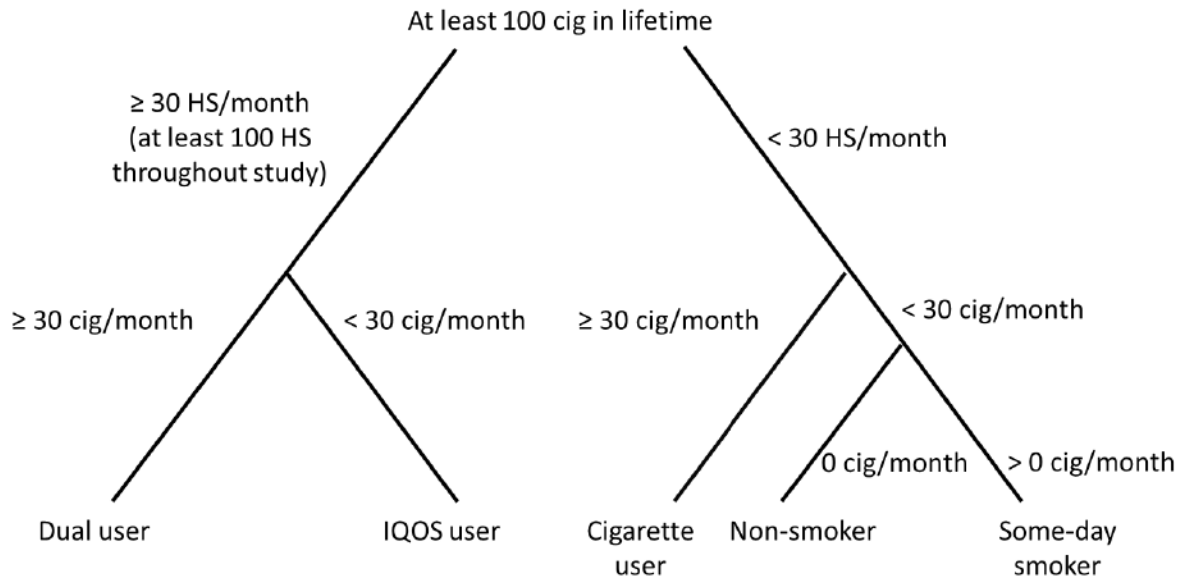 At least 100 cig in lifetime
≥ 30 HS/month
(at least 100 HS
throughout study)
< 30 HS/month
≥ 30 cig/month
< 30 cig/month
≥ 30 cig/month
< 30 cig/month
0 cig/month
> 0 cig/month
Dual user
IQOS user
Cigarette
user
Non-smoker
Some-day
smoker